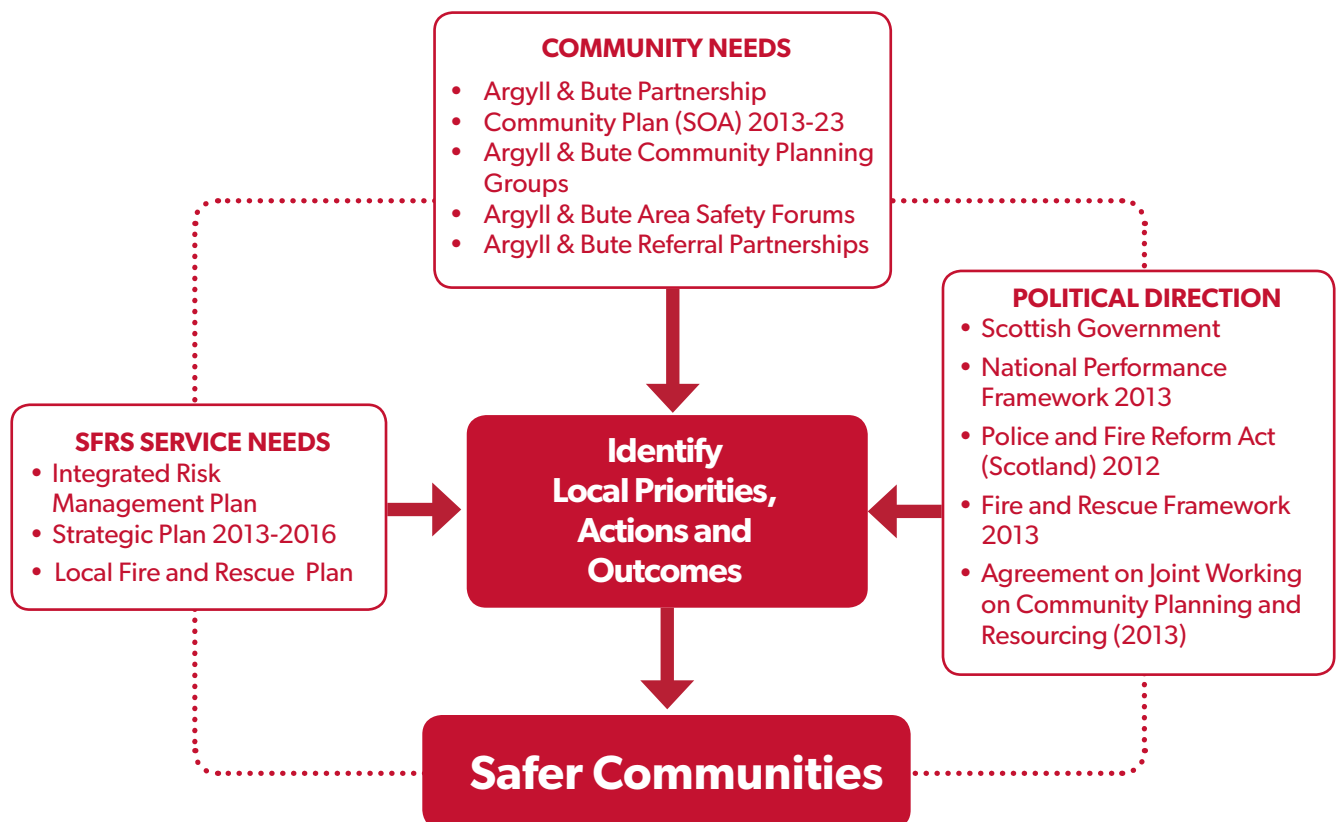 COMMUNITY NEEDS
• Argyll & Bute Partnership
• Community Plan (SOA) 2013-23
• Argyll & Bute Community Planning
Groups
• Argyll & Bute Area Safety Forums
• Argyll & Bute Referral Partnerships
POLITICAL DIRECTION
• Scottish Government
• National Performance
Framework 2013
• Police and Fire Reform Act
(Scotland) 2012
• Fire and Rescue Framework
2013
• Agreement on Joint Working
on Community Planning and
Resourcing (2013)
SFRS SERVICE NEEDS
• Integrated Risk
Management Plan
• Strategic Plan 2013-2016
• Local Fire and Rescue Plan
Identify
Local Priorities,
Actions and
Outcomes
Safer Communities